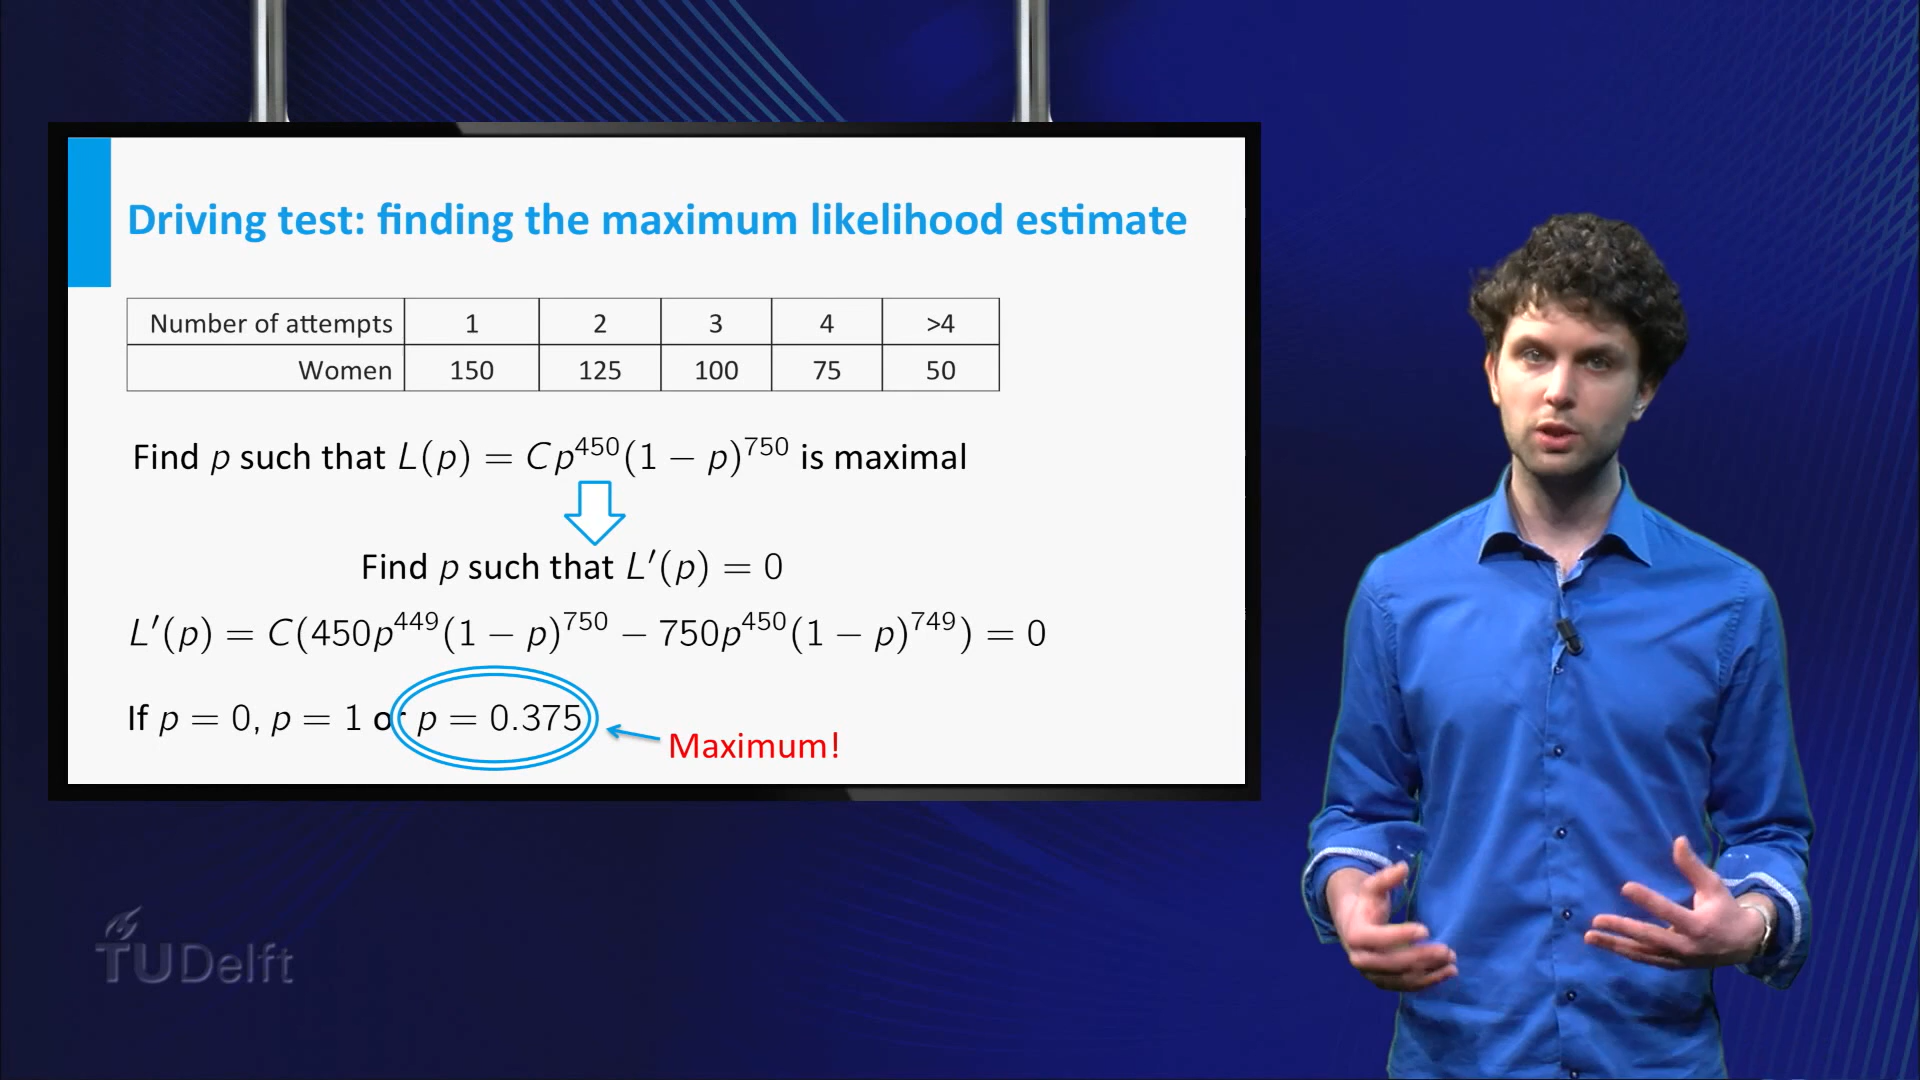 Driving test: finding the maximum likelihood estimate
Number of attempts 1 2 3 4 >4
Women 150 125 100 75 50
Find p such that L(p) = Cp^450(1 − p)^750 is maximal
Find p such that L′(p) = 0
L′(p) = C(450p^449(1 − p)^750 − 750p^450(1 − p)^749) = 0
If p = 0, p = 1 or p = 0.375
Maximum!
TUDelft